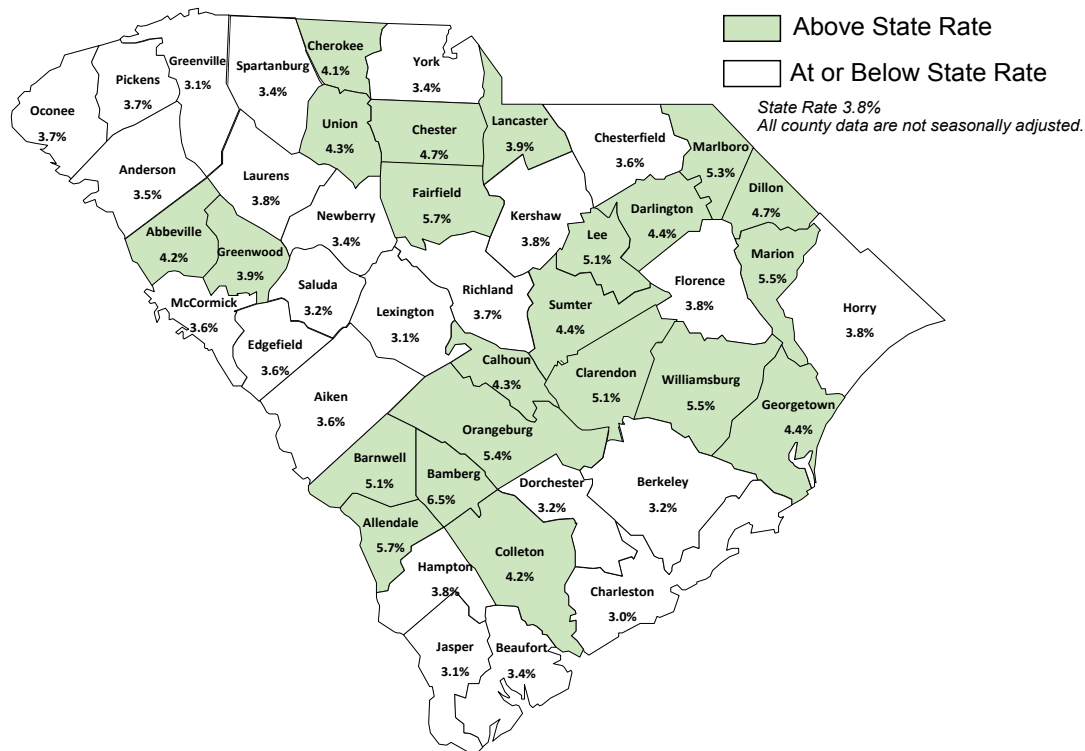 Above State Rate
At or Below State Rate
State Rate 3.8%
All county data are not seasonally adjusted.
Cherokee
4.1%
York
3.4%
Greenville
3.1%
Spartanburg
3.4%
Pickens
3.7%
Oconee
3.7%
Union
4.3%
Chester
4.7%
Lancaster
3.9%
Chesterfield
3.6%
Marlboro
5.3%
Dillon
4.7%
Anderson
3.5%
Laurens
3.8%
Fairfield
5.7%
Newberry
3.4%
Kershaw
3.8%
Lee
5.1%
Darlington
4.4%
Abbeville
4.2%
Greenwood
3.9%
Marion
5.5%
Florence
3.8%
Horry
3.8%
Saluda
3.2%
McCormick
3.6%
Richland
3.7%
Lexington
3.1%
Sumter
4.4%
Edgefield
3.6%
Calhoun
4.3%
Clarendon
5.1%
Williamsburg
5.5%
Georgetown
4.4%
Aiken
3.6%
Orangeburg
5.4%
Barnwell
5.1%
Bamberg
6.5%
Dorchester
3.2%
Berkeley
3.2%
Allendale
5.7%
Colleton
4.2%
Hampton
3.8%
Charleston
3.0%
Jasper
3.1%
Beaufort
3.4%